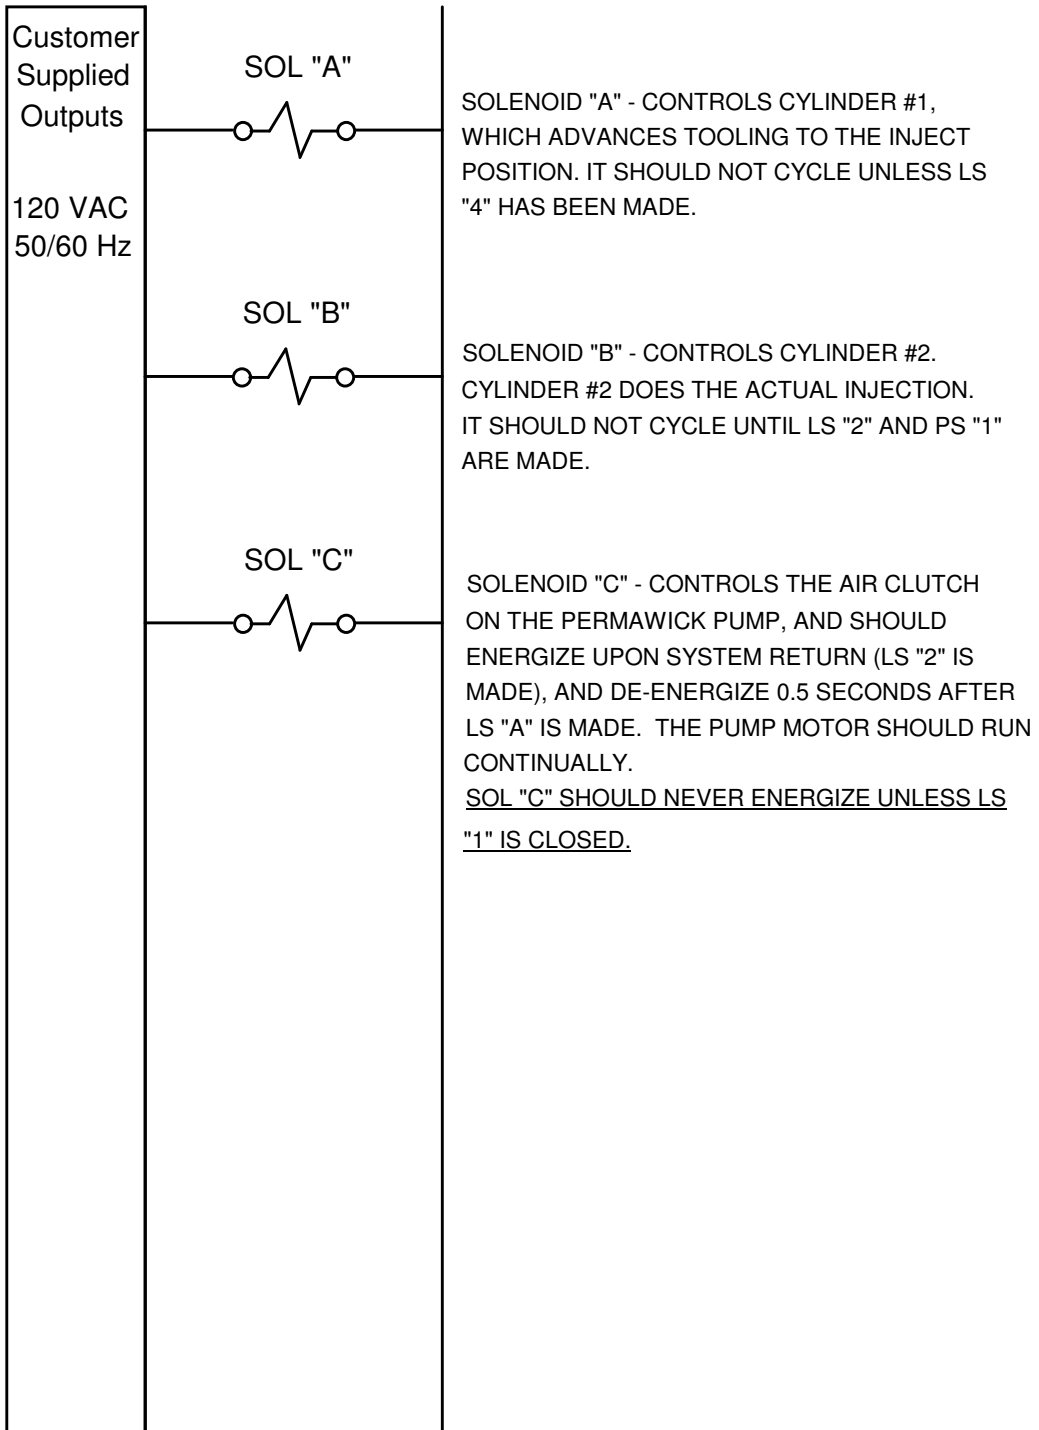 Customer
Supplied
Outputs
120 VAC
50/60 Hz
SOL "A"
SOLENOID "A" - CONTROLS CYLINDER #1,
WHICH ADVANCES TOOLING TO THE INJECT
POSITION. IT SHOULD NOT CYCLE UNLESS LS
"4" HAS BEEN MADE.
SOL "B"
SOLENOID "B" - CONTROLS CYLINDER #2.
CYLINDER #2 DOES THE ACTUAL INJECTION.
IT SHOULD NOT CYCLE UNTIL LS "2" AND PS "1"
ARE MADE.
SOL "C"
SOLENOID "C" - CONTROLS THE AIR CLUTCH
ON THE PERMAWICK PUMP, AND SHOULD
ENERGIZE UPON SYSTEM RETURN (LS "2" IS
MADE), AND DE-ENERGIZE 0.5 SECONDS AFTER
LS "A" IS MADE.  THE PUMP MOTOR SHOULD RUN
CONTINUALLY.
SOL "C" SHOULD NEVER ENERGIZE UNLESS LS
"1" IS CLOSED.